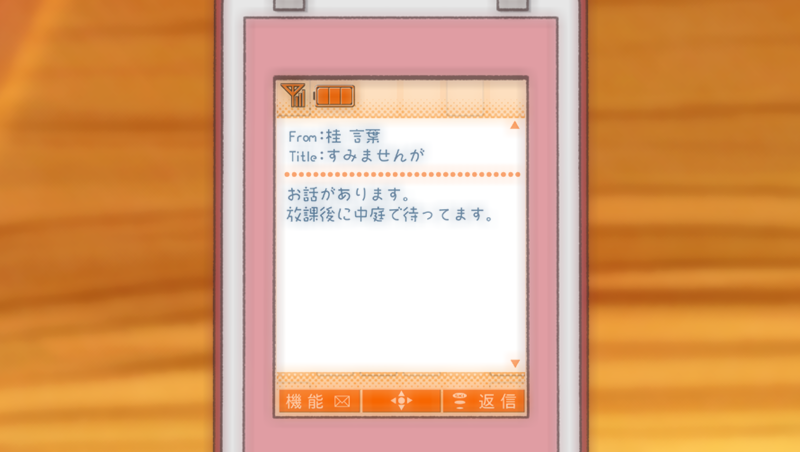 From:桂 言葉
Title:すみませんが
お話があります。
放課後に中庭で待ってます。
機能
返信